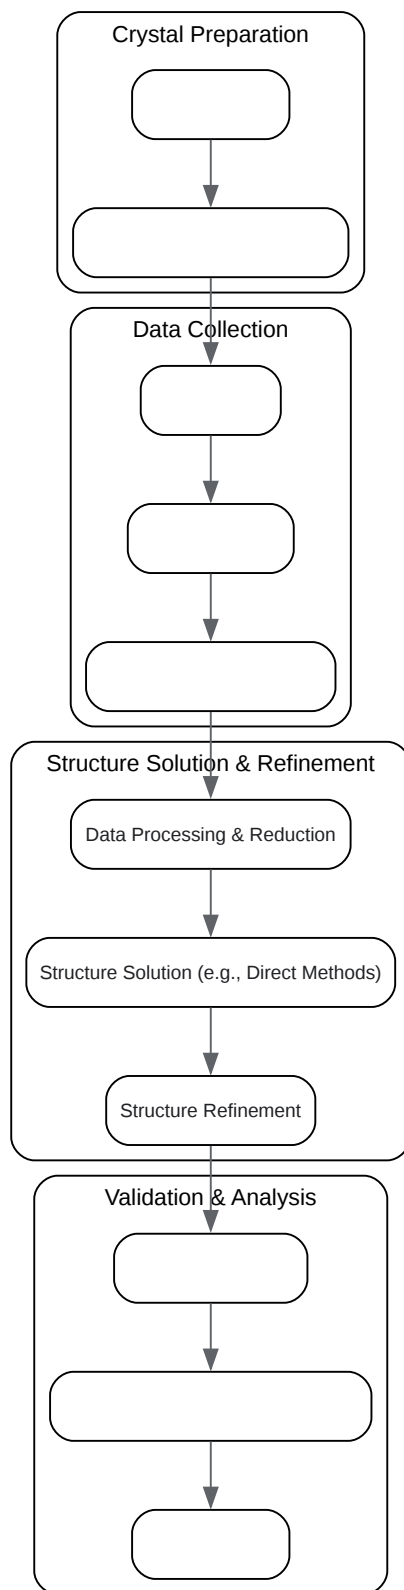 Crystal Preparation
Data Collection
Structure Solution & Refinement
Data Processing & Reduction
Structure Solution (e.g., Direct Methods)
Structure Refinement
Validation & Analysis